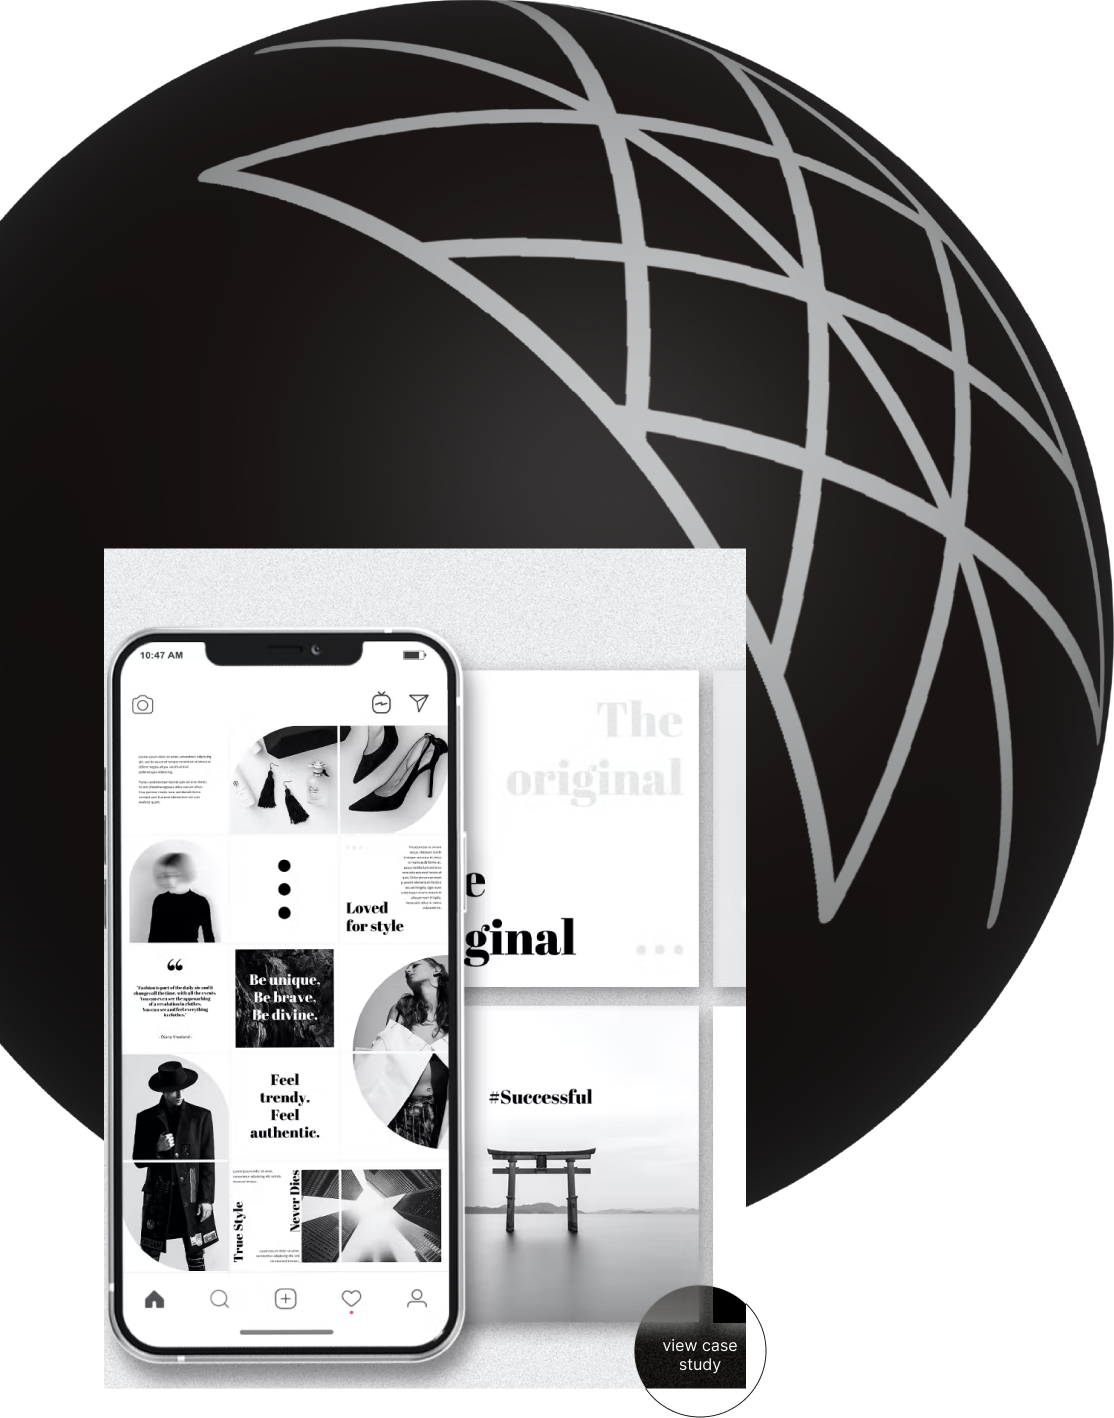 10:47 AM
The
original
e
ginal
Loved
for style
"Fashion is part of the daily air and it
changes all the time, with all the events.
You can even see the approaching
of a revolution in clothes.
You can see and feel everything
in clothes."
- Diana Vreeland -
Be unique,
Be brave,
Be divine.
Feel
trendy.
Feel
authentic.
True Style
Never Dies
#Successful
view case
study